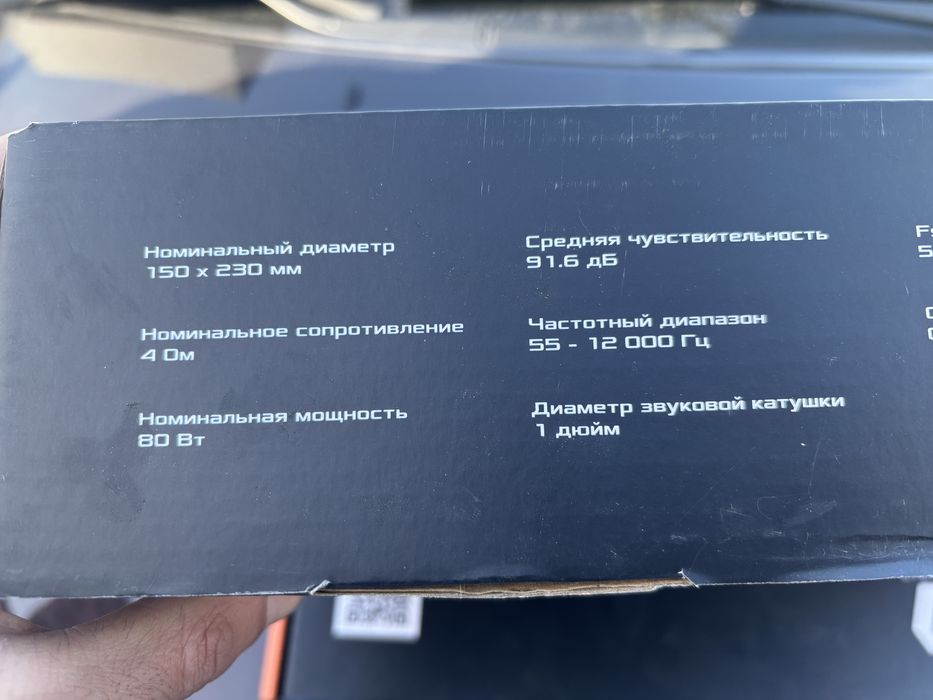 Номинальный диаметр
150 x 230 мм
Номинальное сопротивление
4 Ом
Номинальная мощность
80 Вт
Средняя чувствительность
91.6 дБ
Частотный диапазон
55 - 12 000 Гц
Диаметр звуковой катушки
1 дюйм